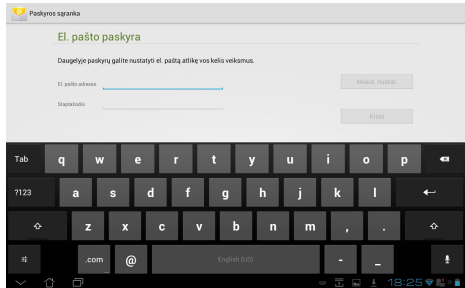 Paskyros sąranka
El. pašto paskyra
Daugelyje paskyrų galite nustatyti el. paštą atlikę vos kelis veiksmus.
El. pašto adresas
Neaut. nustat.
Slaptažodis
Kitas
Tab q w e r t y u i o p
?123 a s d f g h j k l
z x c v b n m , .
.com @ English (US) - _
18:25